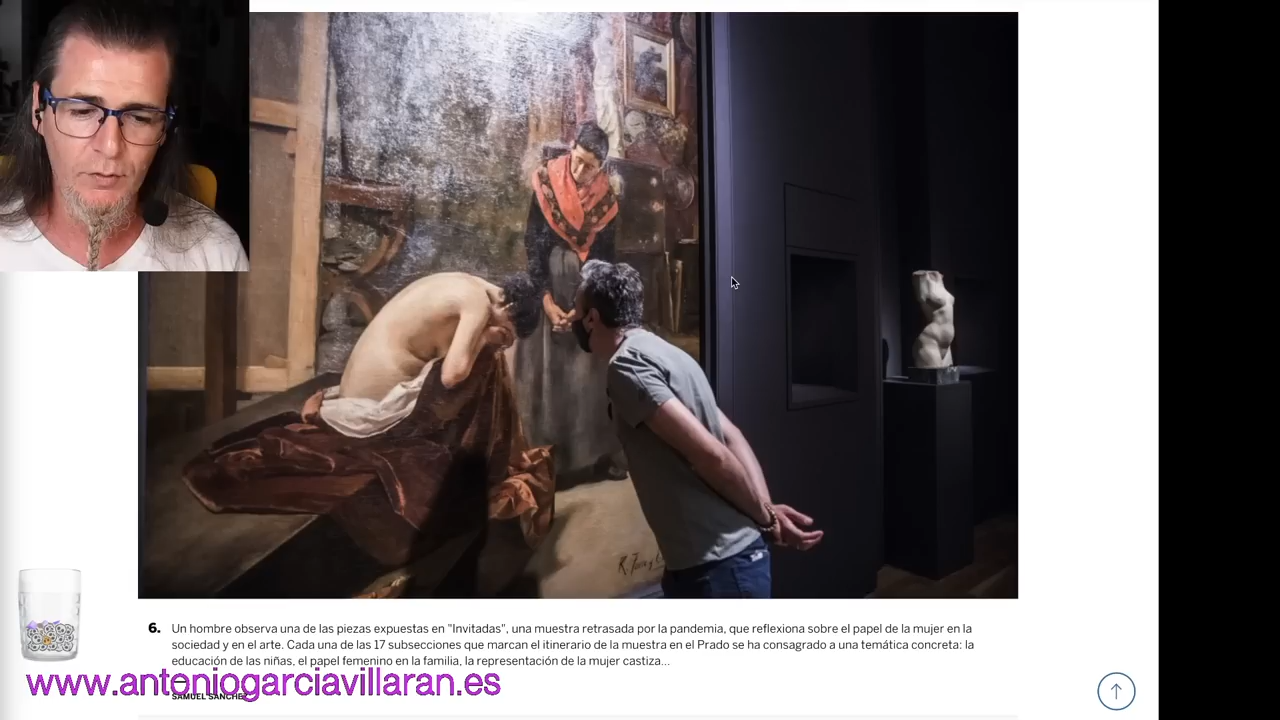 R. Fern y
6. Un hombre observa una de las piezas expuestas en "Invitadas", una muestra retrasada por la pandemia, que reflexiona sobre el papel de la mujer en la
sociedad y en el arte. Cada una de las 17 subsecciones que marcan el itinerario de la muestra en el Prado se ha consagrado a una temática concreta: la
educación de las niñas, el papel femenino en la familia, la representación de la mujer castiza...
www.antoniogarciavillaran.es
SAMUEL SÁNCHEZ